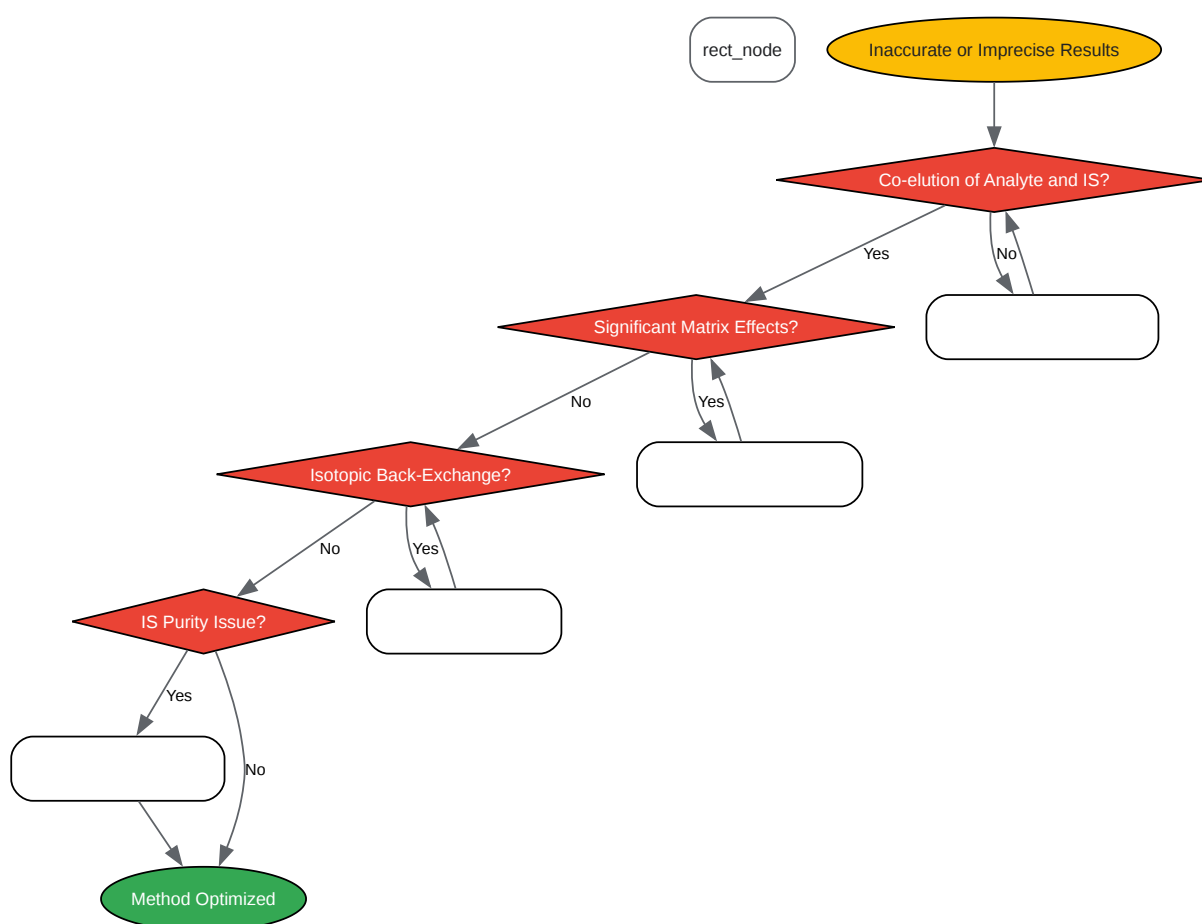 rect_node
Inaccurate or Imprecise Results
Co-elution of Analyte and IS?
Yes
No
Significant Matrix Effects?
No
Yes
Isotopic Back-Exchange?
No
Yes
IS Purity Issue?
Yes
No
Method Optimized